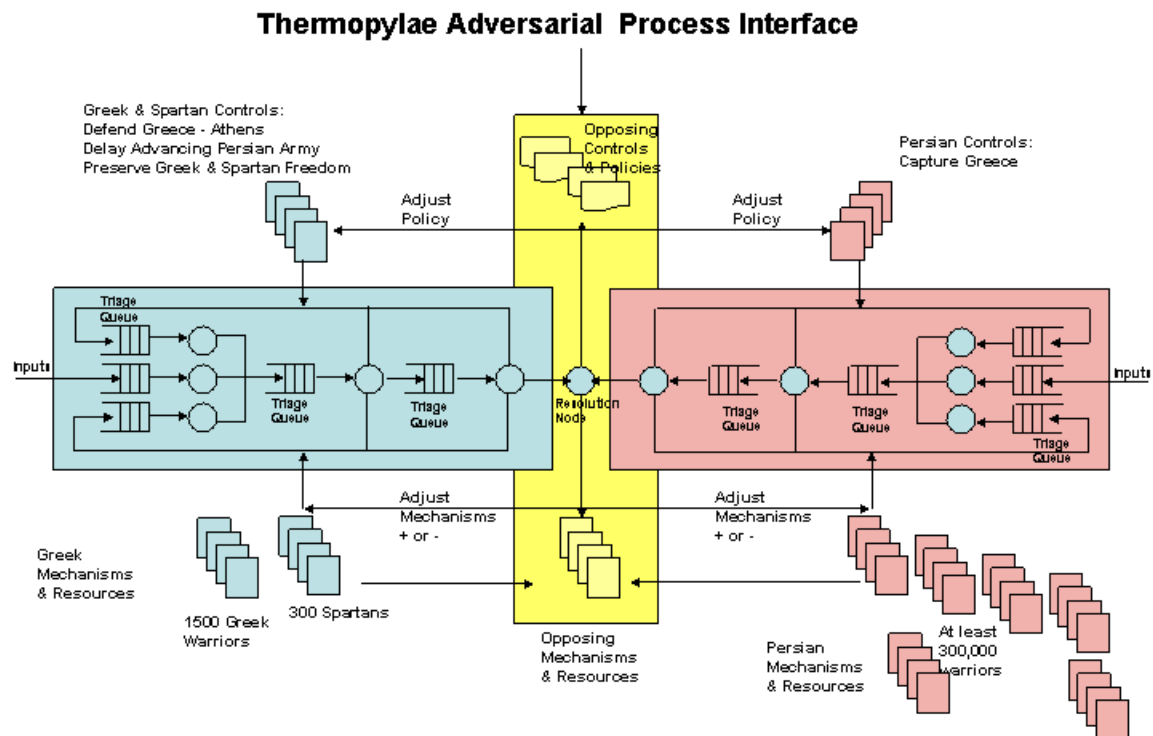 Thermopylae Adversarial Process Interface
Greek & Spartan Controls:
Defend Greece - Athens
Delay Advancing Persian Army
Preserve Greek & Spartan Freedom
Opposing
Controls
& Policies
Persian Controls:
Capture Greece
Adjust
Policy
Adjust
Policy
Triage
Queue
Inputs
Triage
Queue
Triage
Queue
Resolution
Node
Triage
Queue
Triage
Queue
Triage
Queue
Inputs
Adjust
Mechanisms
+ or -
Adjust
Mechanisms
+ or -
Greek
Mechanisms
& Resources
1500 Greek
Warriors
300 Spartans
Opposing
Mechanisms
& Resources
Persian
Mechanisms
& Resources
At least
300,000
warriors